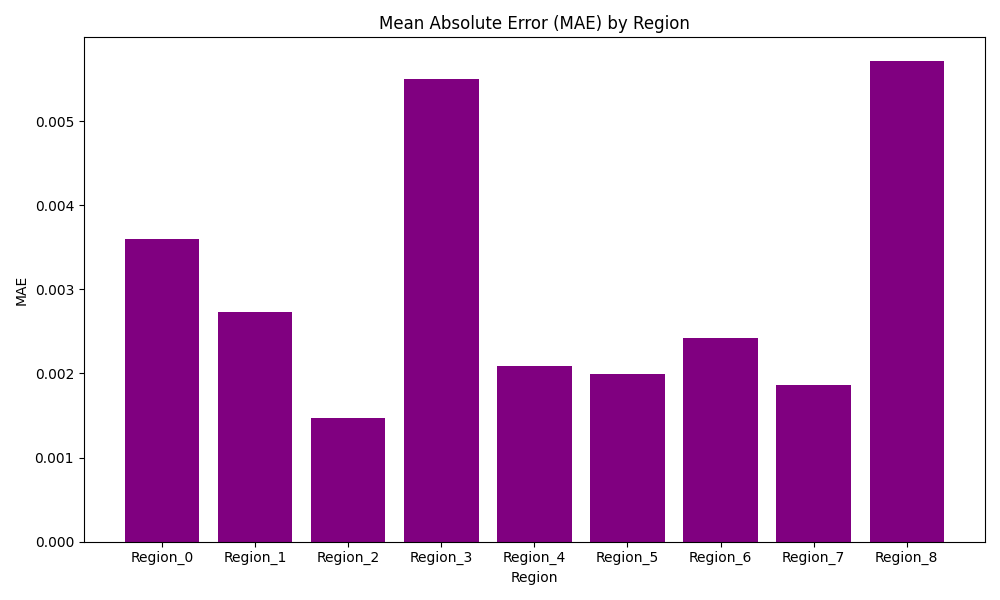 Mean Absolute Error (MAE) by Region
MAE
0.005
0.004
0.003
0.002
0.001
0.000
Region_0 Region_1 Region_2 Region_3 Region_4 Region_5 Region_6 Region_7 Region_8
Region